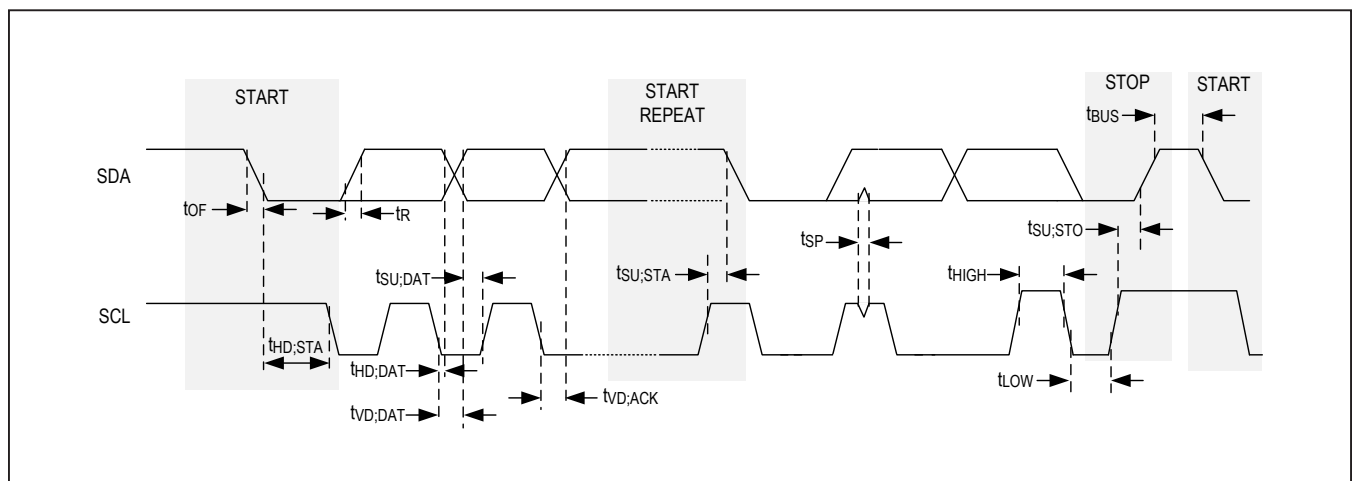 START
START
REPEAT
STOP
START
tBUS
SDA
tOF
tR
tSP
tSU;STO
tSU;DAT
tSU;STA
tHIGH
SCL
tHD;STA
tHD;DAT
tLOW
tVD;DAT
tVD;ACK